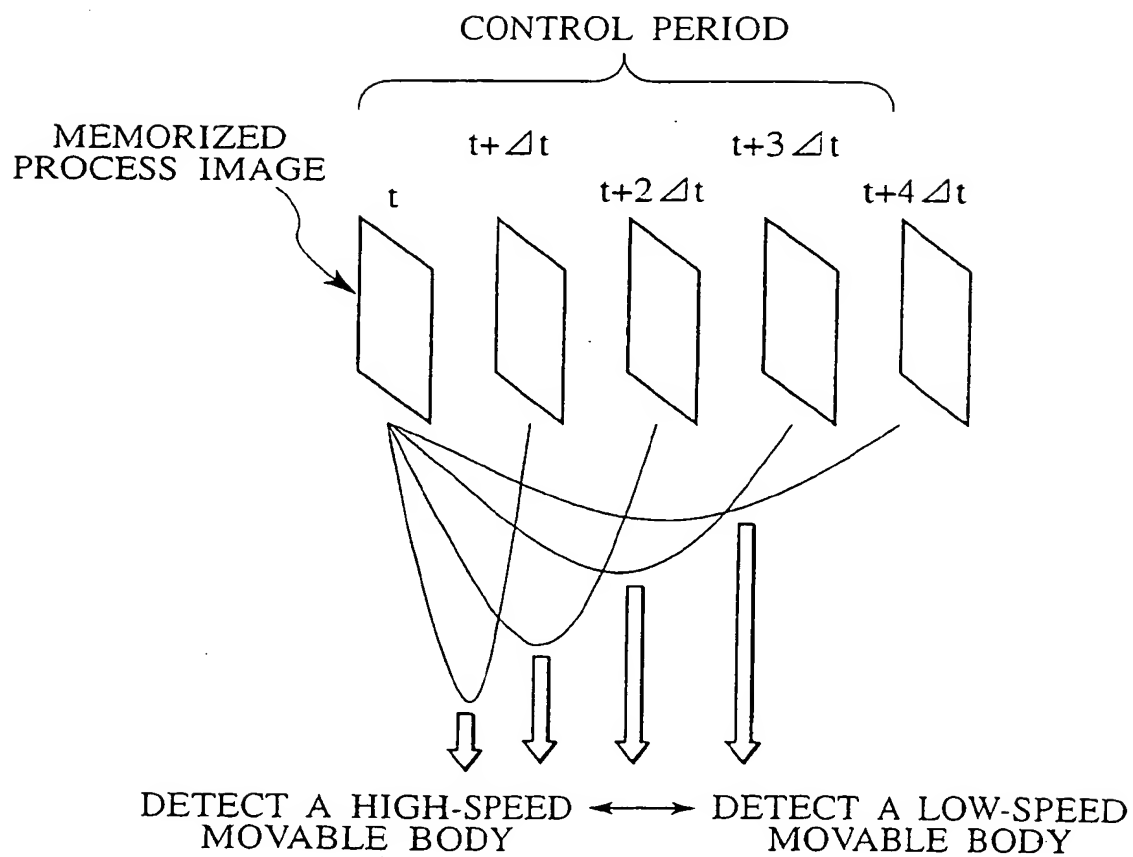 CONTROL PERIOD
MEMORIZED
PROCESS IMAGE
t
t+⊿t
t+2⊿t
t+3⊿t
t+4⊿t
DETECT A HIGH-SPEED
MOVABLE BODY
DETECT A LOW-SPEED
MOVABLE BODY